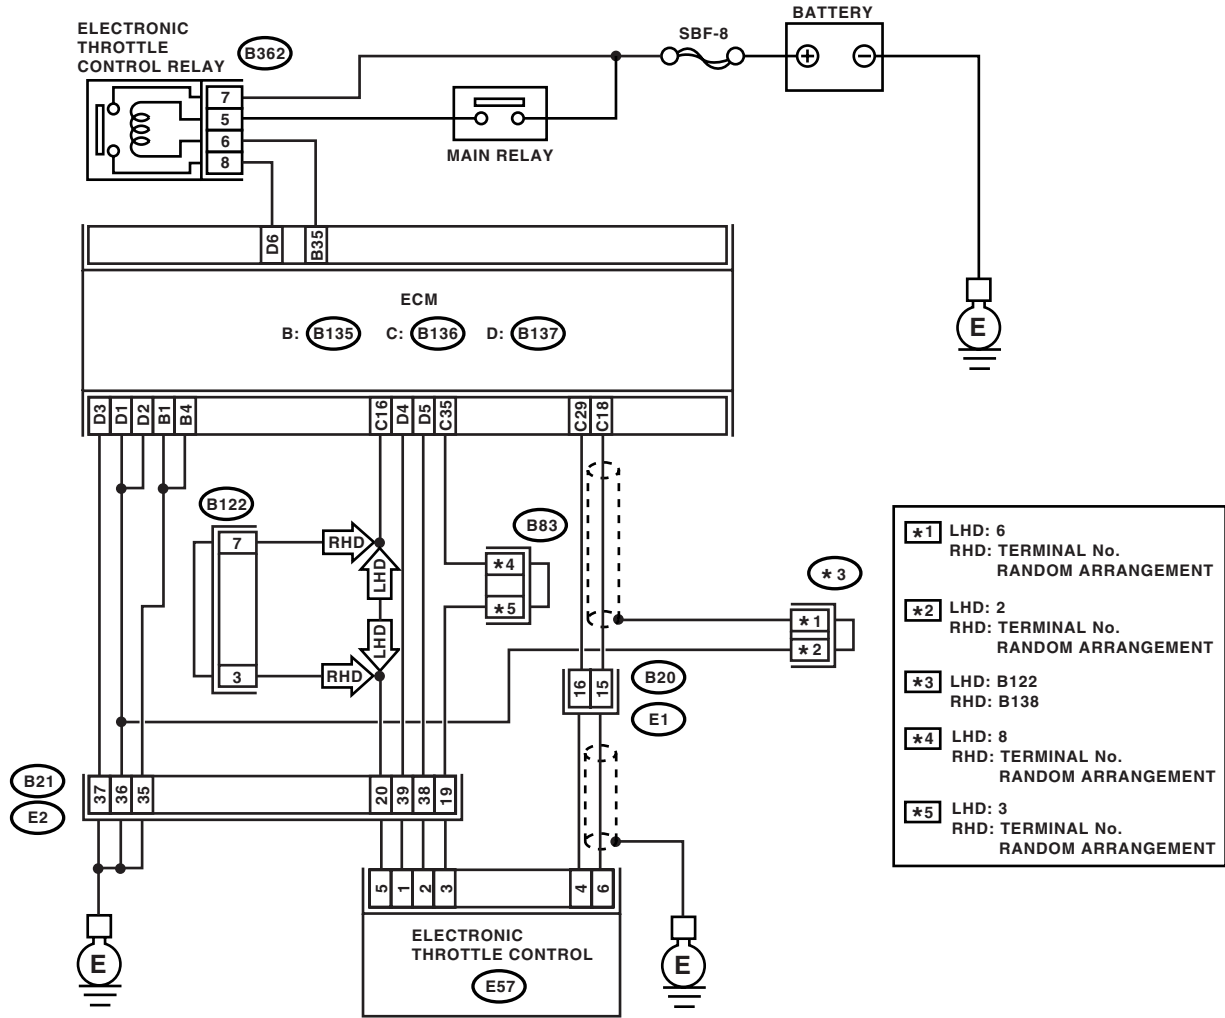 BATTERY
ELECTRONIC
THROTTLE
CONTROL RELAY
B362
SBF-8
7
5
6
8
MAIN RELAY
D6
B35
ECM
B: B135 C: B136 D: B137
E
D3 D1 D2 B1 B4 C16 D4 D5 C35 C29 C18
B122
B83
7
RHD
LHD
*4
*5
*3
*1
*2
LHD
3
RHD
16 15
B20
E1
B21
E2
37 36 35 20 39 38 19
5 1 2 3 4 6
ELECTRONIC
THROTTLE CONTROL
E57
E
E
*1 LHD: 6
RHD: TERMINAL No.
RANDOM ARRANGEMENT
*2 LHD: 2
RHD: TERMINAL No.
RANDOM ARRANGEMENT
*3 LHD: B122
RHD: B138
*4 LHD: 8
RHD: TERMINAL No.
RANDOM ARRANGEMENT
*5 LHD: 3
RHD: TERMINAL No.
RANDOM ARRANGEMENT